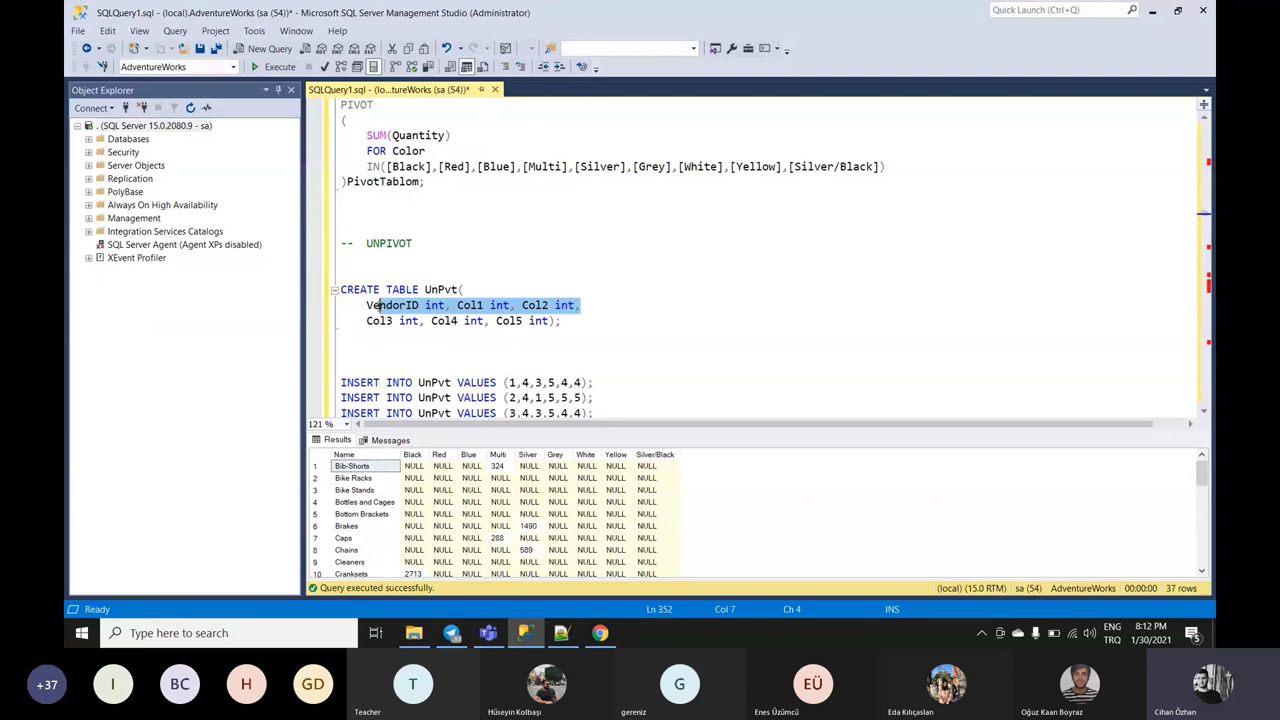 SQLQuery1.sql - (local).AdventureWorks (sa (54))* - Microsoft SQL Server Management Studio (Administrator)
Quick Launch (Ctrl+Q)
File Edit View Query Project Tools Window Help
New Query
AdventureWorks
Execute
Object Explorer
SQLQuery1.sql - (lo...tureWorks (sa (54))*
Connect
. (SQL Server 15.0.2080.9 - sa)
Databases
Security
Server Objects
Replication
PolyBase
Always On High Availability
Management
Integration Services Catalogs
SQL Server Agent (Agent XPs disabled)
XEvent Profiler
PIVOT
(
SUM(Quantity)
FOR Color
IN([Black],[Red],[Blue],[Multi],[Silver],[Grey],[White],[Yellow],[Silver/Black])
)PivotTablom;
-- UNPIVOT
CREATE TABLE UnPvt(
VendorID int, Col1 int, Col2 int,
Col3 int, Col4 int, Col5 int);
INSERT INTO UnPvt VALUES (1,4,3,5,4,4);
INSERT INTO UnPvt VALUES (2,4,1,5,5,5);
INSERT INTO UnPvt VALUES (3,4,3,5,4,4);
121 %
Results Messages
Name Black Red Blue Multi Silver Grey White Yellow Silver/Black
1 Bib-Shorts NULL NULL NULL 324 NULL NULL NULL NULL NULL
2 Bike Racks NULL NULL NULL NULL NULL NULL NULL NULL NULL
3 Bike Stands NULL NULL NULL NULL NULL NULL NULL NULL NULL
4 Bottles and Cages NULL NULL NULL NULL NULL NULL NULL NULL NULL
5 Bottom Brackets NULL NULL NULL NULL NULL NULL NULL NULL NULL
6 Brakes NULL NULL NULL NULL 1490 NULL NULL NULL NULL
7 Caps NULL NULL NULL 288 NULL NULL NULL NULL NULL
8 Chains NULL NULL NULL NULL 589 NULL NULL NULL NULL
9 Cleaners NULL NULL NULL NULL NULL NULL NULL NULL NULL
10 Cranksets 2713 NULL NULL NULL NULL NULL NULL NULL NULL
Query executed successfully.
(local) (15.0 RTM) sa (54) AdventureWorks 00:00:00 37 rows
Ready
Ln 352 Col 7 Ch 4 INS
Type here to search
ENG
TRQ
8:12 PM
1/30/2021
5
+37 I BC H GD T G EÜ
Teacher Hüseyin Kolbaşı gereniz Enes Üzümcü Eda Kılıçaslan Oğuz Kaan Boyraz Cihan Özhan